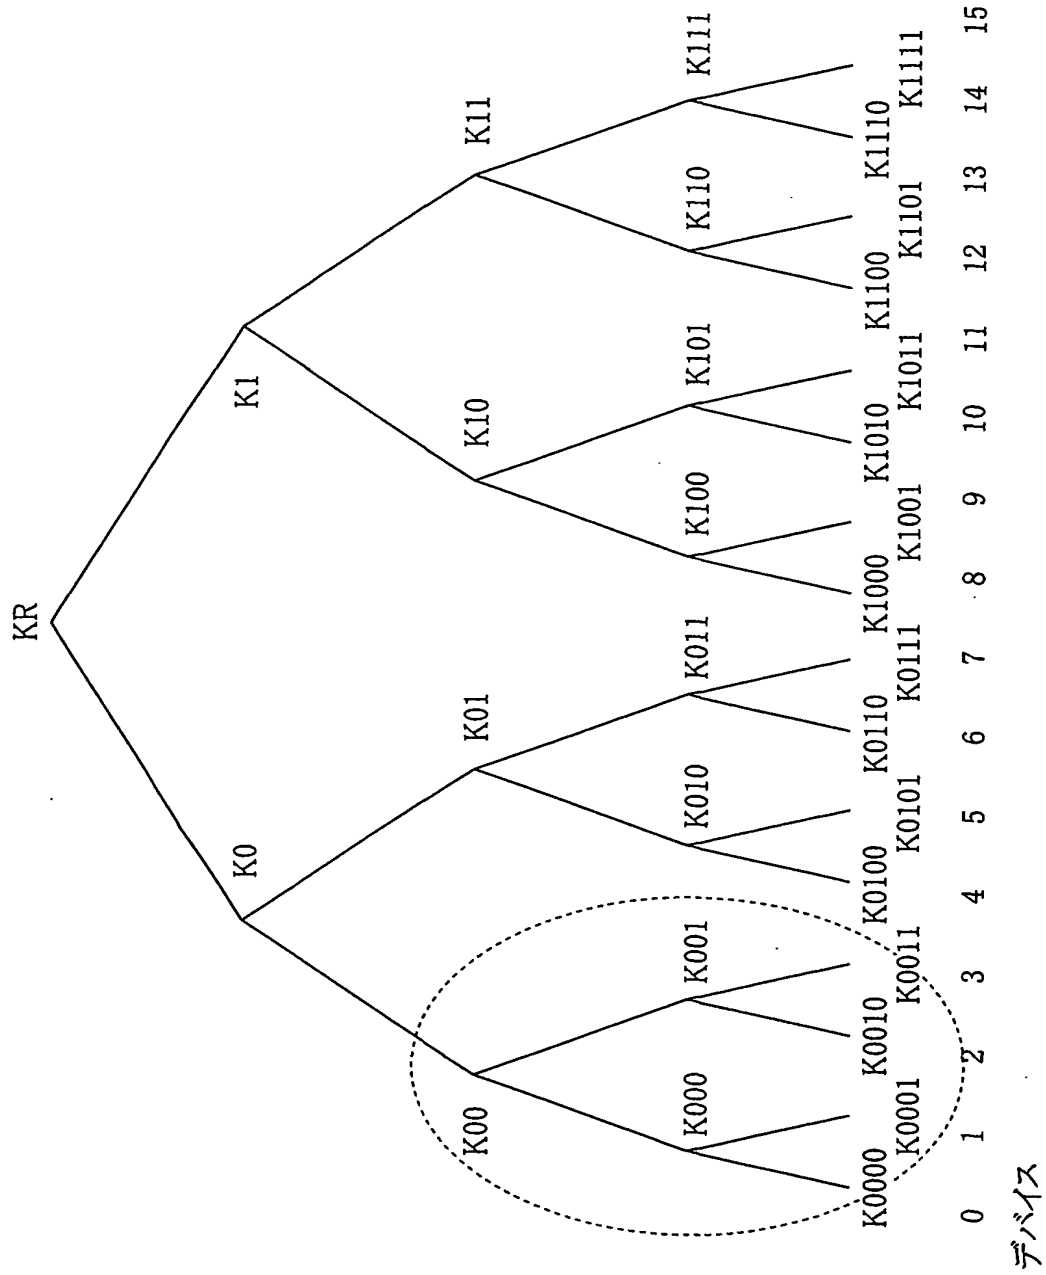 KR
K0
K1
K00
K01
K10
K11
K000
K001
K010
K011
K100
K101
K110
K111
K0000
K0001
K0010
K0011
K0100
K0101
K0110
K0111
K1000
K1001
K1010
K1011
K1100
K1101
K1110
K1111
デバイス 0 1 2 3 4 5 6 7 8 9 10 11 12 13 14 15